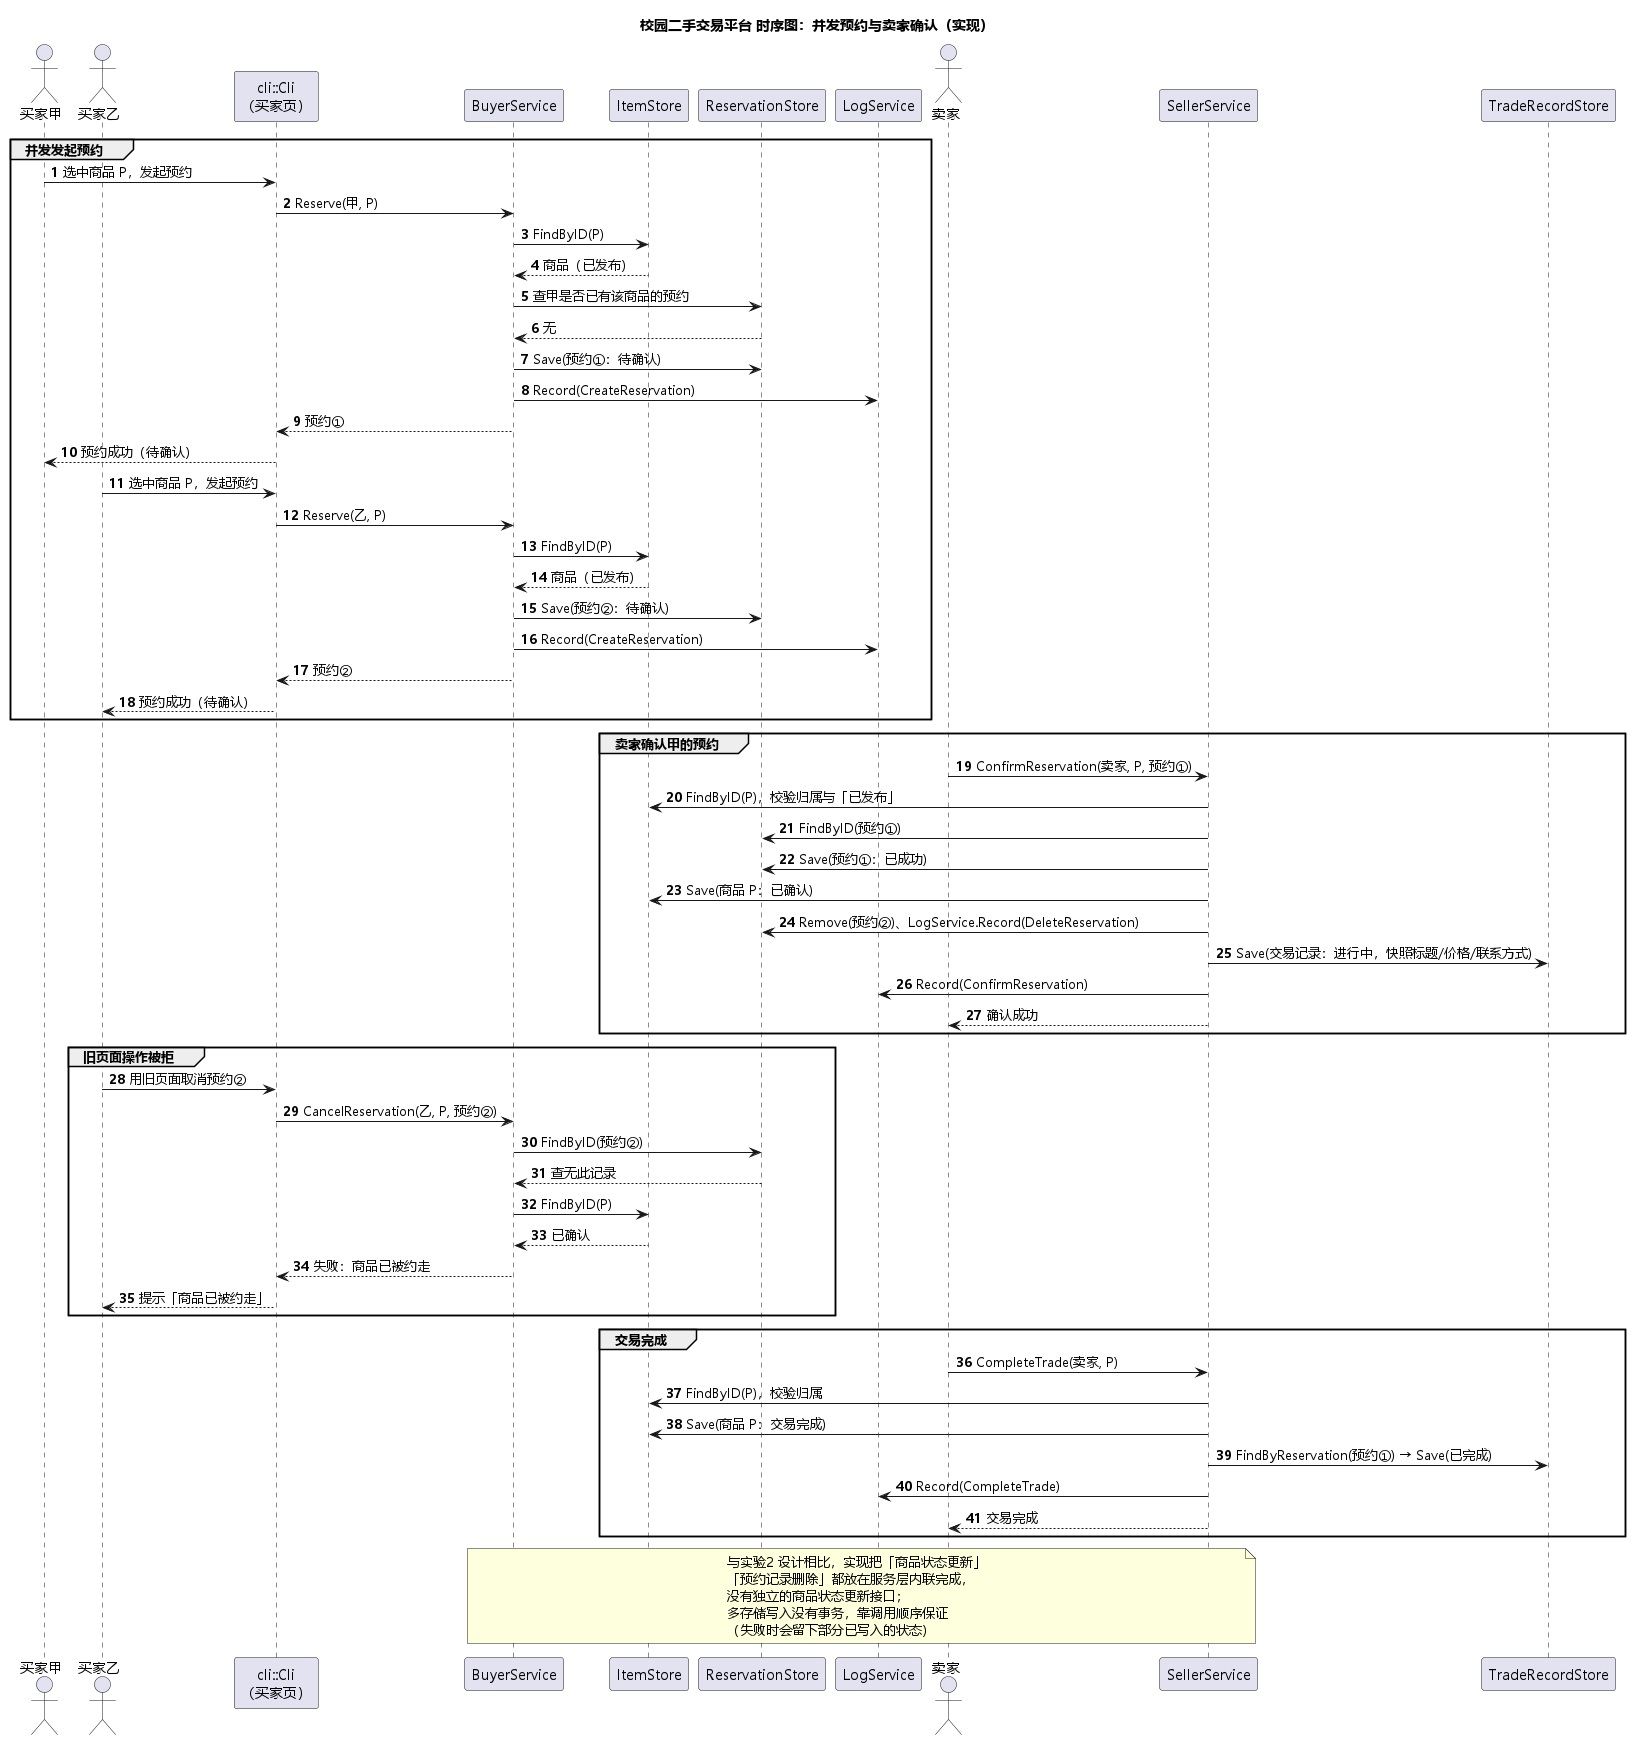 校园二手交易平台 时序图：并发预约与卖家确认（实现）
买家甲
买家乙
cli::Cli
（买家页）
BuyerService
ItemStore
ReservationStore
LogService
卖家
SellerService
TradeRecordStore
并发发起预约
1 选中商品 P，发起预约
2 Reserve(甲, P)
3 FindByID(P)
4 商品（已发布）
5 查甲是否已有该商品的预约
6 无
7 Save(预约①：待确认)
8 Record(CreateReservation)
9 预约①
10 预约成功（待确认）
11 选中商品 P，发起预约
12 Reserve(乙, P)
13 FindByID(P)
14 商品（已发布）
15 Save(预约②：待确认)
16 Record(CreateReservation)
17 预约②
18 预约成功（待确认）
卖家确认甲的预约
19 ConfirmReservation(卖家, P, 预约①)
20 FindByID(P)，校验归属与「已发布」
21 FindByID(预约①)
22 Save(预约①：已成功)
23 Save(商品 P：已确认)
24 Remove(预约②)、LogService.Record(DeleteReservation)
25 Save(交易记录：进行中，快照标题/价格/联系方式)
26 Record(ConfirmReservation)
27 确认成功
旧页面操作被拒
28 用旧页面取消预约②
29 CancelReservation(乙, P, 预约②)
30 FindByID(预约②)
31 查无此记录
32 FindByID(P)
33 已确认
34 失败：商品已被约走
35 提示「商品已被约走」
交易完成
36 CompleteTrade(卖家, P)
37 FindByID(P)，校验归属
38 Save(商品 P：交易完成)
39 FindByReservation(预约①) → Save(已完成)
40 Record(CompleteTrade)
41 交易完成
与实验2 设计相比，实现把「商品状态更新」
「预约记录删除」都放在服务层内联完成，
没有独立的商品状态更新接口；
多存储写入没有事务，靠调用顺序保证
（失败时会留下部分已写入的状态）
买家甲
买家乙
cli::Cli
（买家页）
BuyerService
ItemStore
ReservationStore
LogService
卖家
SellerService
TradeRecordStore